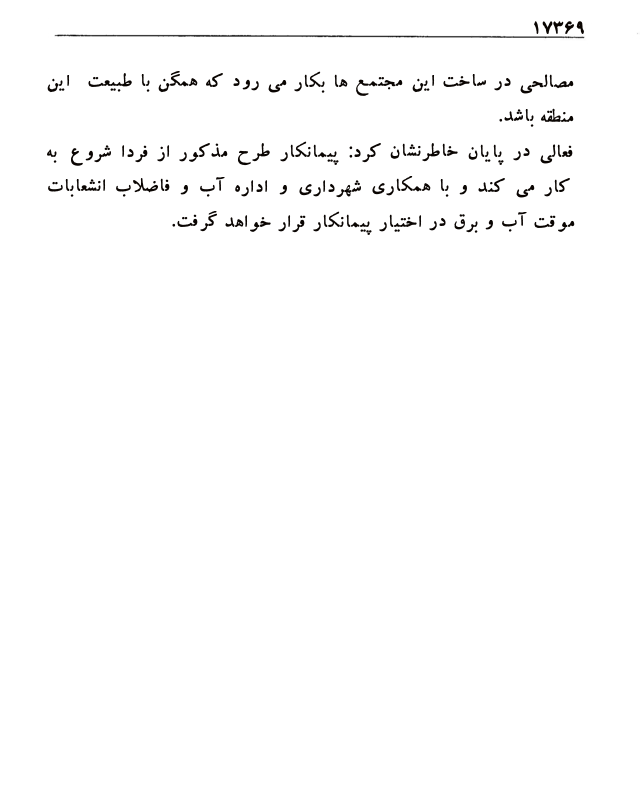 ۱۷۳۶۹
مصالحی در ساخت این مجتمع ها بکار می رود که همگن با طبیعت این
منطقه باشد.
فعالی در پایان خاطرنشان کرد: پیمانکار طرح مذکور از فردا شروع به
کار می کند و با همکاری شهرداری و اداره آب و فاضلاب انشعابات
موقت آب و برق در اختیار پیمانکار قرار خواهد گرفت.